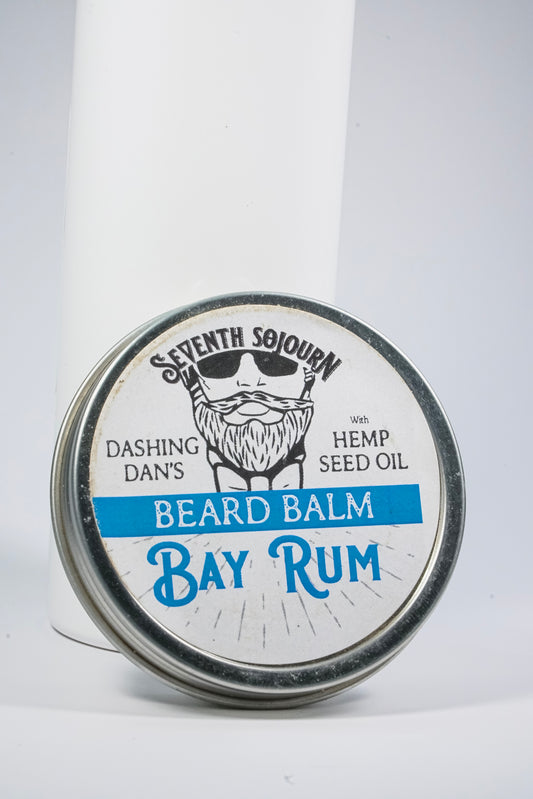 SEVENTH SOJOURN
DASHING
DAN'S
With
HEMP
SEED OIL
BEARD BALM
BAY RUM